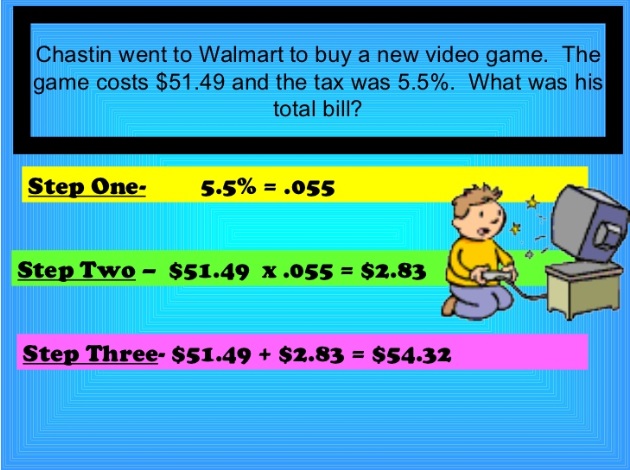 Chastin went to Walmart to buy a new video game.  The
game costs $51.49 and the tax was 5.5%.  What was his
total bill?
Step One- 5.5% = .055
Step Two – $51.49 x .055 = $2.83
Step Three- $51.49 + $2.83 = $54.32